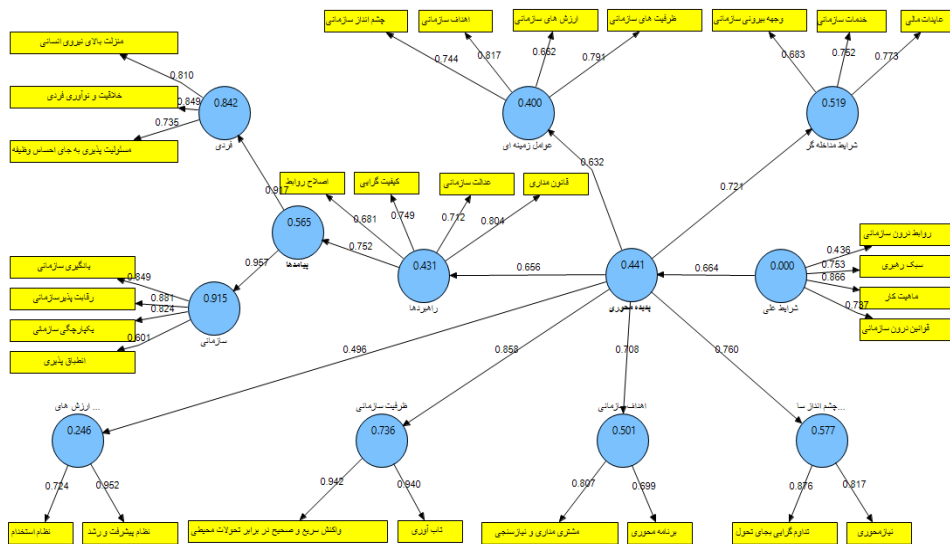 چشم انداز سازمانی
اهداف سازمانی
ارزش های سازمانی
ظرفیت های سازمانی
0.744
0.817
0.652
0.791
0.400
عوامل زمینه ای
وجهه بیرونی سازمانی
خدمات سازمانی
عایدات مالی
0.683
0.752
0.773
0.519
شرایط مداخله گر
منزلت بالای نیروی انسانی
خلاقیت و نوآوری فردی
مسئولیت پذیری به جای احساس وظیفه
0.810
0.849
0.735
0.842
فردی
0.632
0.721
0.917
اصلاح روابط
کیفیت گرایی
عدالت سازمانی
قانون مداری
0.681
0.749
0.712
0.804
0.565
پیامدها
0.752
0.431
راهبردها
0.656
0.441
پدیده محوری
0.664
0.000
شرایط علی
روابط درون سازمانی
سبک رهبری
ماهیت کار
قوانین درون سازمانی
0.436
0.753
0.866
0.737
0.957
رقابت پذیرسازمانی
یکپارچگی سازمانی
انطباق پذیری
0.849
0.881
0.824
0.601
0.915
سازمانی
0.496
0.858
0.708
0.760
ارزش های ...
0.246
0.724
0.952
نظام استخدام
نظام پیشرفت و رشد
ظرفیت سازمانی
0.736
0.942
0.940
واکنش سریع و صحیح در برابر تحولات محیطی
تاب آوری
اهداف سازمانی
0.501
0.807
0.699
مشتری مداری و نیازسنجی
برنامه محوری
چشم انداز سا...
0.577
0.876
0.817
تداوم گرایی بجای تحول
نیازمحوری